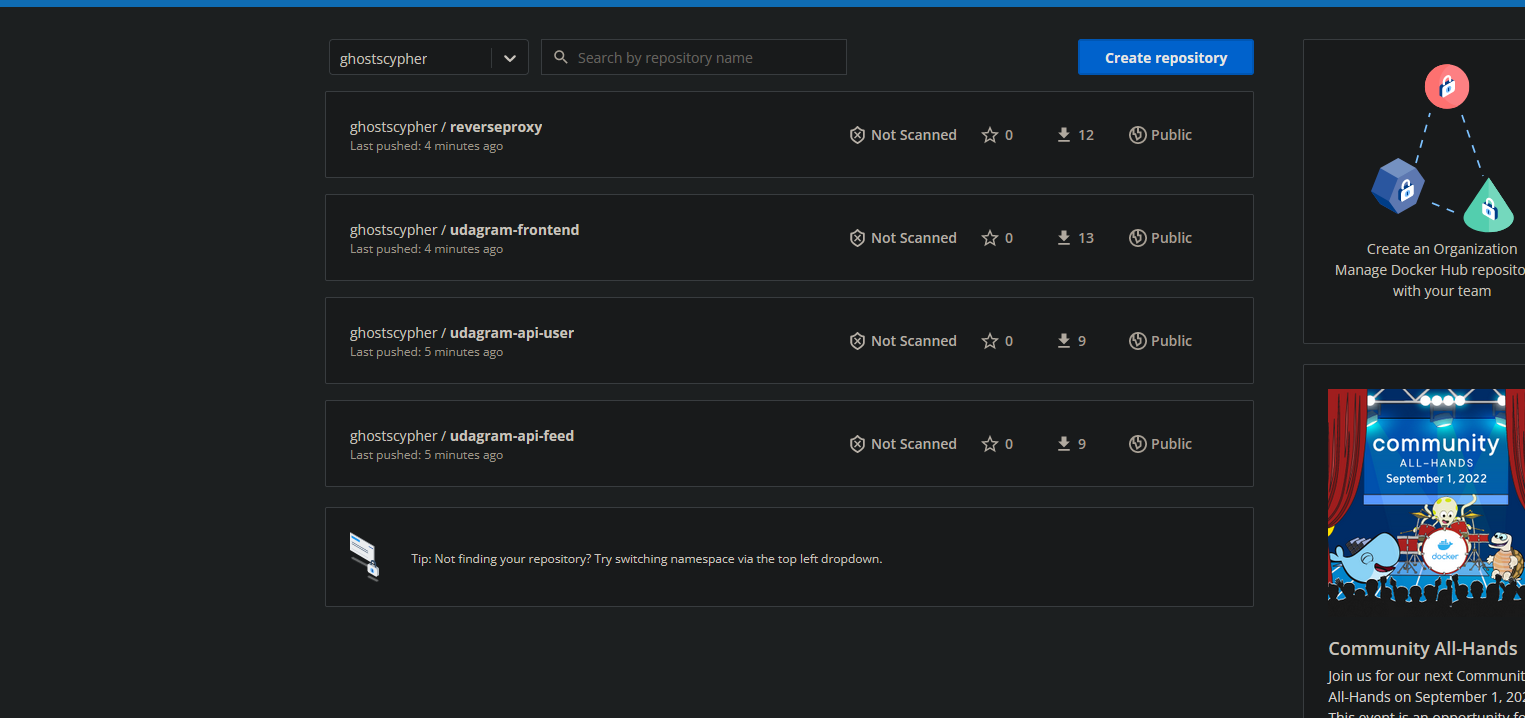 ghostscypher
Search by repository name
Create repository
ghostscypher / reverseproxy
Last pushed: 4 minutes ago
Not Scanned
0
12
Public
ghostscypher / udagram-frontend
Last pushed: 4 minutes ago
Not Scanned
0
13
Public
ghostscypher / udagram-api-user
Last pushed: 5 minutes ago
Not Scanned
0
9
Public
ghostscypher / udagram-api-feed
Last pushed: 5 minutes ago
Not Scanned
0
9
Public
Tip: Not finding your repository? Try switching namespace via the top left dropdown.
Create an Organization
Manage Docker Hub reposito
with your team
community
ALL-HANDS
September 1, 2022
docker
Community All-Hands
Join us for our next Communit
All-Hands on September 1, 202
This event is an opportunity fo